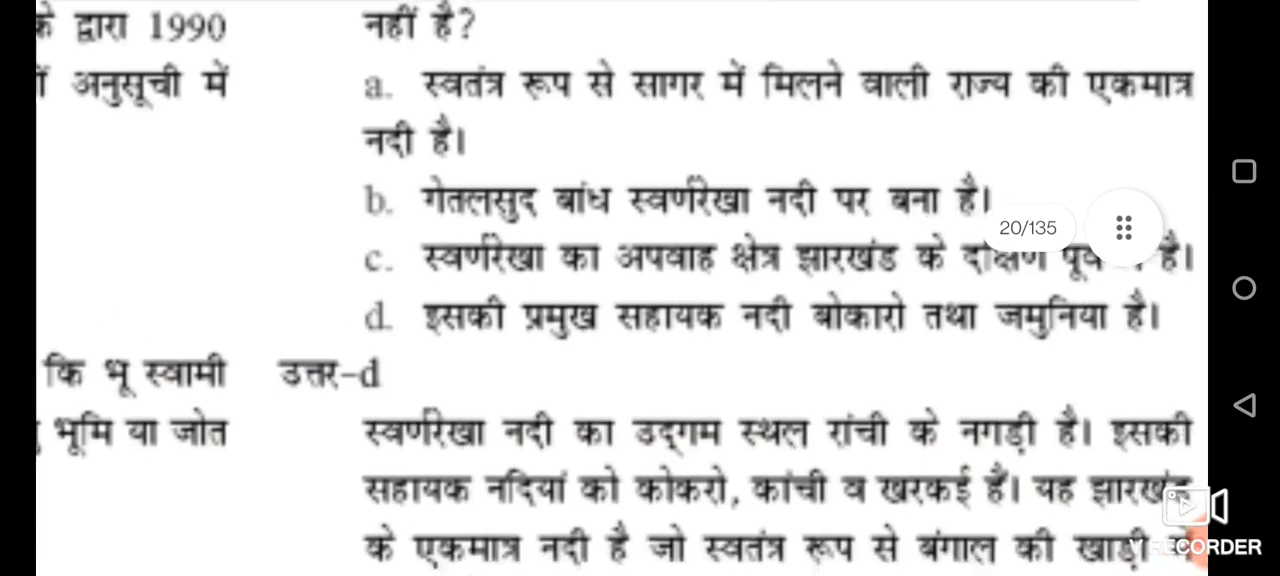 के द्वारा 1990
अनुसूची में
कि भू स्वामी
भूमि या जोत
नहीं है?
a. स्वतंत्र रूप से सागर में मिलने वाली राज्य की एकमात्र
नदी है।
b. गेतलसुद बांध स्वर्णरेखा नदी पर बना है।
20/135
c. स्वर्णरेखा का अपवाह क्षेत्र झारखंड के दक्षिण पूर्व है।
d. इसकी प्रमुख सहायक नदी बोकारो तथा जमुनिया है।
उत्तर-d
स्वर्णरेखा नदी का उद्गम स्थल रांची के नगड़ी है। इसकी
सहायक नदियां को कोकरो, कांची व खरकई हैं। यह झारखंड
के एकमात्र नदी है जो स्वतंत्र रूप से बंगाल की खाड़ी
RECORDER